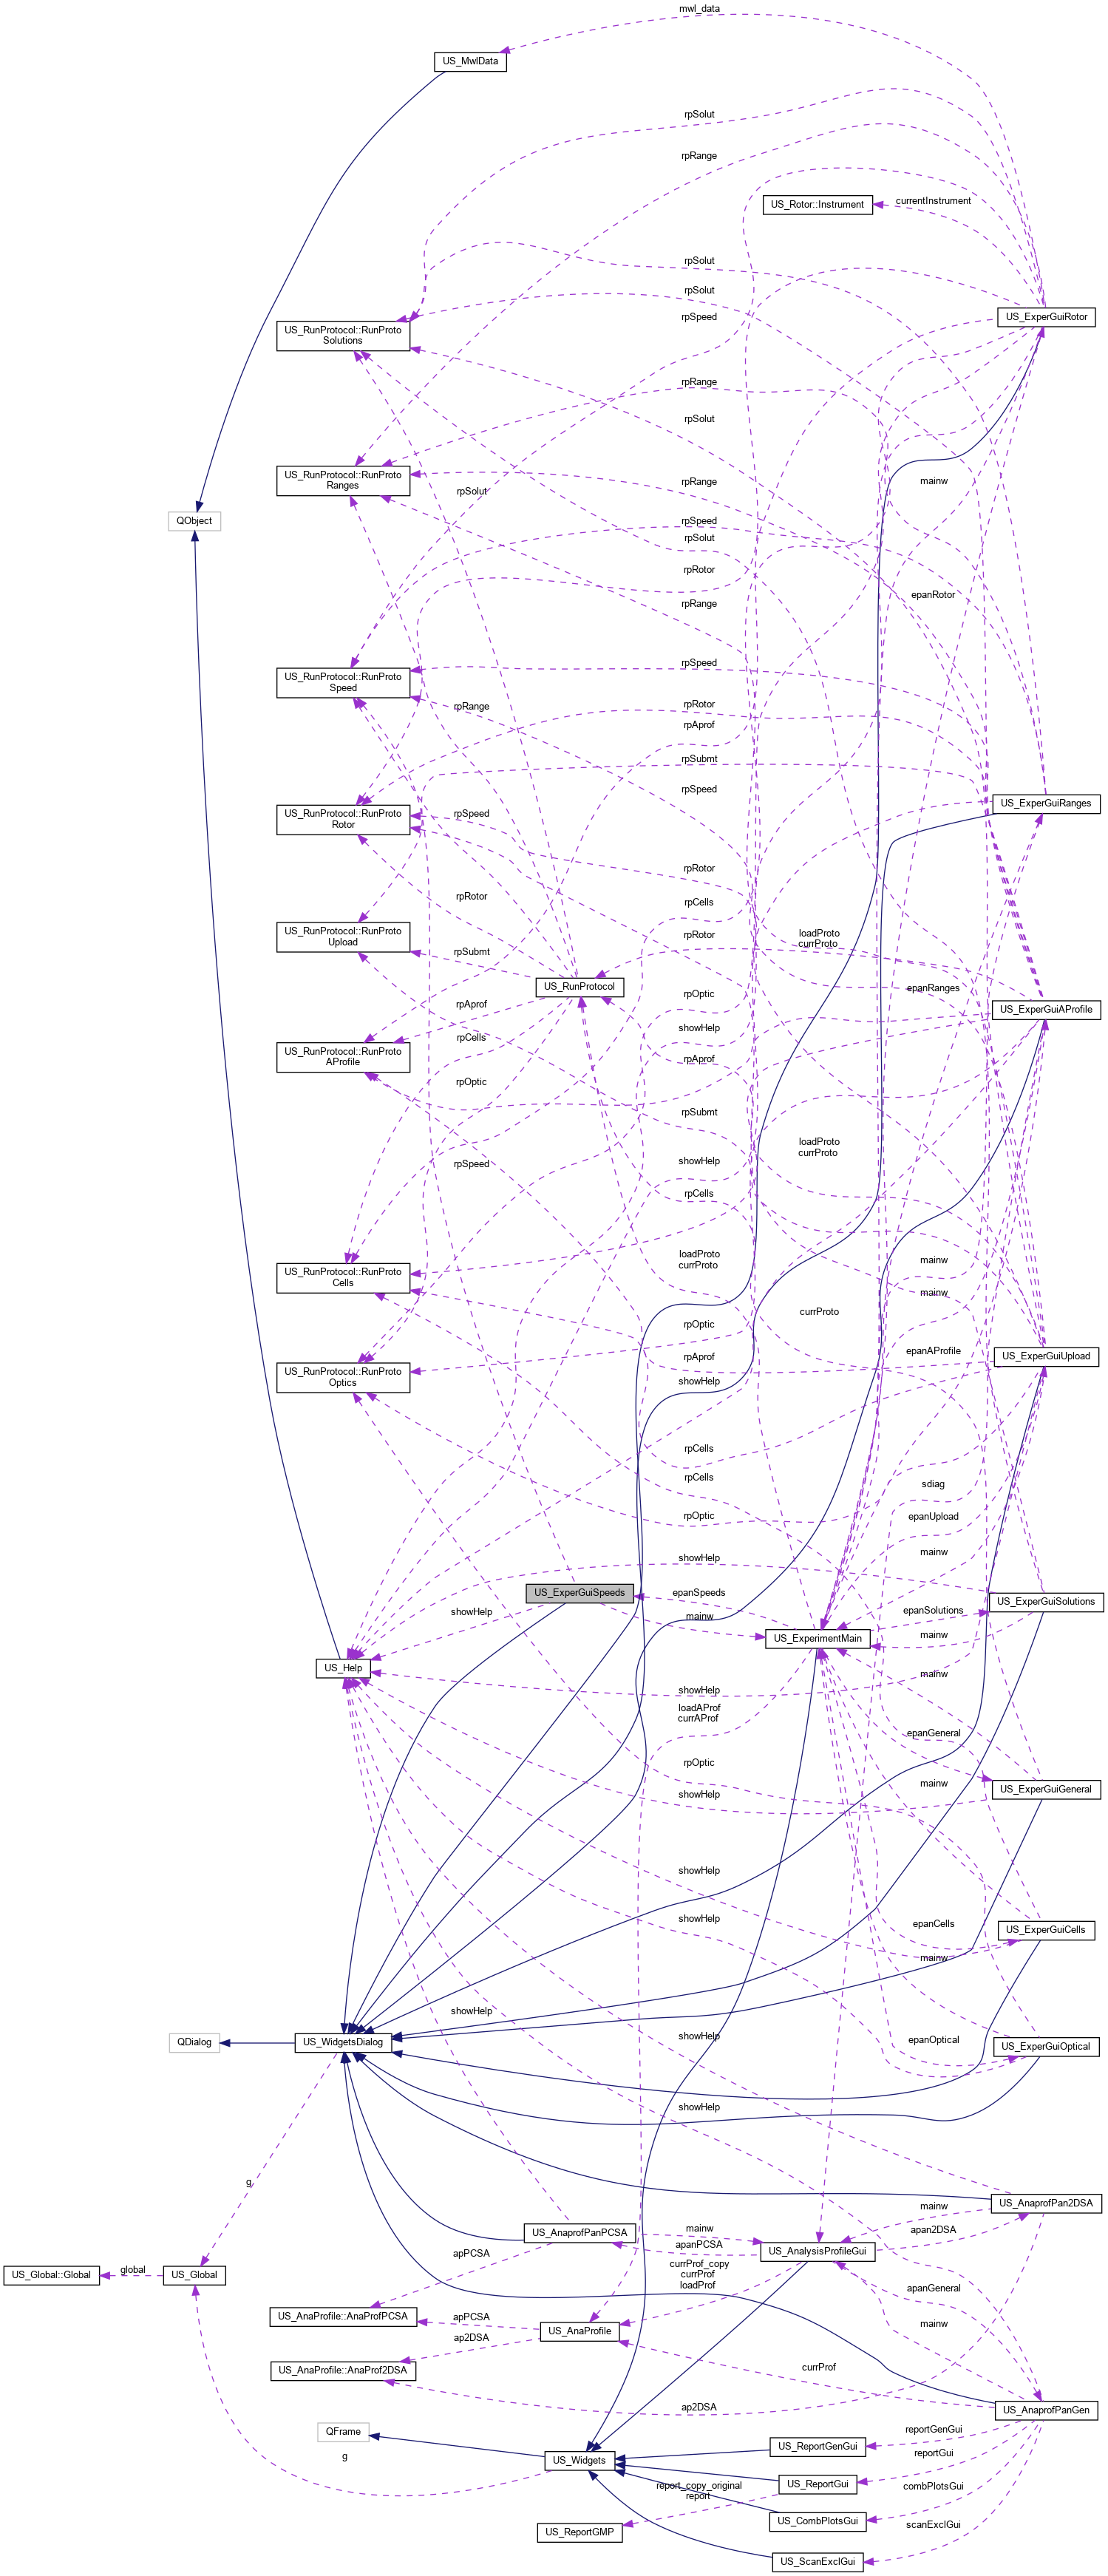 mwl_data
US_MwlData
rpSolut
rpRange
currentInstrument
US_Rotor::Instrument
rpSolut
rpSolut
rpSpeed
US_ExperGuiRotor
US_RunProtocol::RunProto
Solutions
rpRange
rpSolut
mainw
US_RunProtocol::RunProto
Ranges
rpSolut
rpRange
QObject
rpSpeed
rpSolut
rpRotor
epanRotor
rpRange
rpSpeed
US_RunProtocol::RunProto
Speed
rpRange
rpRotor
rpAprof
rpSubmt
rpSpeed
US_ExperGuiRanges
US_RunProtocol::RunProto
Rotor
rpSpeed
rpRotor
rpRotor
rpCells
US_RunProtocol::RunProto
Upload
rpRotor
loadProto
currProto
rpSubmt
US_RunProtocol
epanRanges
rpOptic
rpAprof
US_ExperGuiAProfile
showHelp
rpCells
US_RunProtocol::RunProto
AProfile
rpAprof
rpOptic
rpSubmt
loadProto
currProto
rpSpeed
showHelp
rpCells
loadProto
currProto
mainw
US_RunProtocol::RunProto
Cells
mainw
currProto
rpOptic
epanAProfile
rpAprof
US_ExperGuiUpload
US_RunProtocol::RunProto
Optics
showHelp
rpCells
rpCells
sdiag
rpOptic
epanUpload
mainw
showHelp
US_ExperGuiSpeeds
epanSpeeds
US_ExperGuiSolutions
showHelp
mainw
epanSolutions
US_ExperimentMain
mainw
US_Help
mainw
showHelp
loadAProf
currAProf
epanGeneral
rpOptic
mainw
US_ExperGuiGeneral
showHelp
showHelp
showHelp
epanCells
US_ExperGuiCells
mainw
showHelp
showHelp
epanOptical
QDialog
US_WidgetsDialog
US_ExperGuiOptical
showHelp
g
US_AnaprofPan2DSA
mainw
US_AnaprofPanPCSA
mainw
apan2DSA
apanPCSA
US_AnalysisProfileGui
apPCSA
currProf_copy
currProf
loadProf
global
US_Global::Global
US_Global
apanGeneral
US_AnaProfile::AnaProfPCSA
apPCSA
US_AnaProfile
mainw
ap2DSA
currProf
US_AnaProfile::AnaProf2DSA
ap2DSA
US_AnaprofPanGen
QFrame
reportGenGui
US_ReportGenGui
g
US_Widgets
reportGui
US_ReportGui
report_copy_original
report
combPlotsGui
US_CombPlotsGui
US_ReportGMP
scanExclGui
US_ScanExclGui